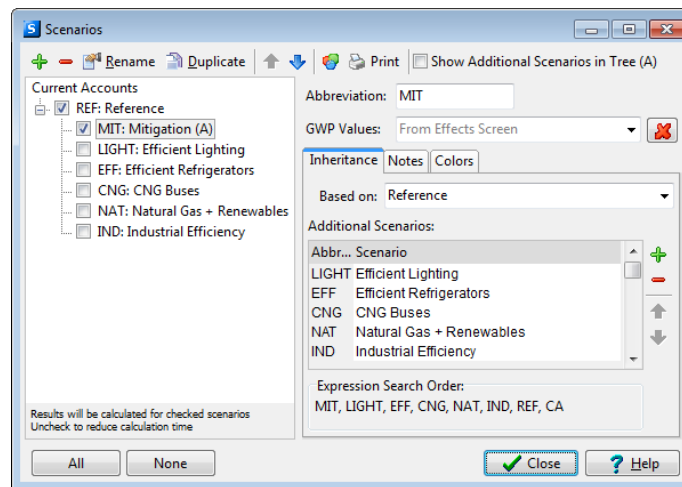 Scenarios
Rename Duplicate Print Show Additional Scenarios in Tree (A)
Current Accounts
REF: Reference
MIT: Mitigation (A)
LIGHT: Efficient Lighting
EFF: Efficient Refrigerators
CNG: CNG Buses
NAT: Natural Gas + Renewables
IND: Industrial Efficiency
Results will be calculated for checked scenarios
Uncheck to reduce calculation time
Abbreviation: MIT
GWP Values: From Effects Screen
Inheritance Notes Colors
Based on: Reference
Additional Scenarios:
Abbr... Scenario
LIGHT Efficient Lighting
EFF Efficient Refrigerators
CNG CNG Buses
NAT Natural Gas + Renewables
IND Industrial Efficiency
Expression Search Order:
MIT, LIGHT, EFF, CNG, NAT, IND, REF, CA
All None Close Help